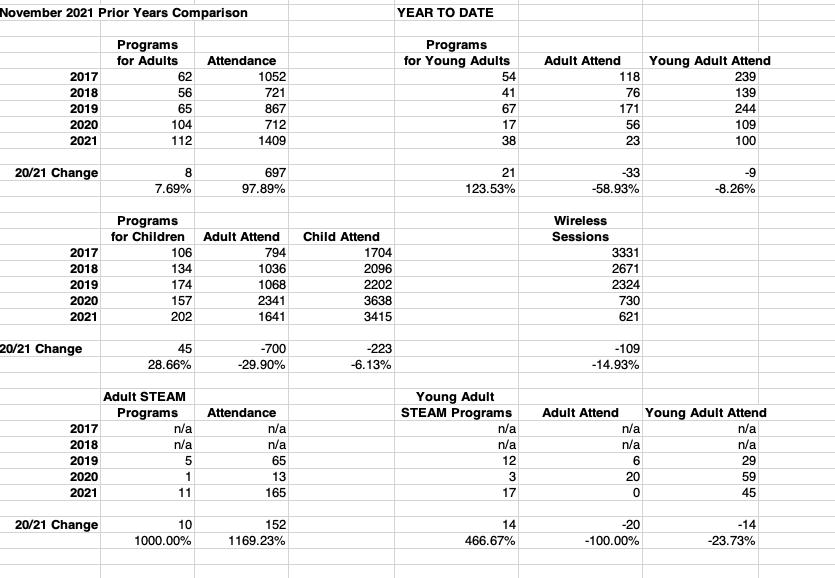 November 2021 Prior Years Comparison YEAR TO DATE
Programs Programs
for Adults Attendance for Young Adults Adult Attend Young Adult Attend
2017 62 1052 54 118 239
2018 56 721 41 76 139
2019 65 867 67 171 244
2020 104 712 17 56 109
2021 112 1409 38 23 100
20/21 Change 8 697 21 -33 -9
7.69% 97.89% 123.53% -58.93% -8.26%
Programs Wireless
for Children Adult Attend Child Attend Sessions
2017 106 794 1704 3331
2018 134 1036 2096 2671
2019 174 1068 2202 2324
2020 157 2341 3638 730
2021 202 1641 3415 621
20/21 Change 45 -700 -223 -109
28.66% -29.90% -6.13% -14.93%
Adult STEAM Young Adult
Programs Attendance STEAM Programs Adult Attend Young Adult Attend
2017 n/a n/a n/a n/a n/a
2018 n/a n/a n/a n/a n/a
2019 5 65 12 6 29
2020 1 13 3 20 59
2021 11 165 17 0 45
20/21 Change 10 152 14 -20 -14
1000.00% 1169.23% 466.67% -100.00% -23.73%